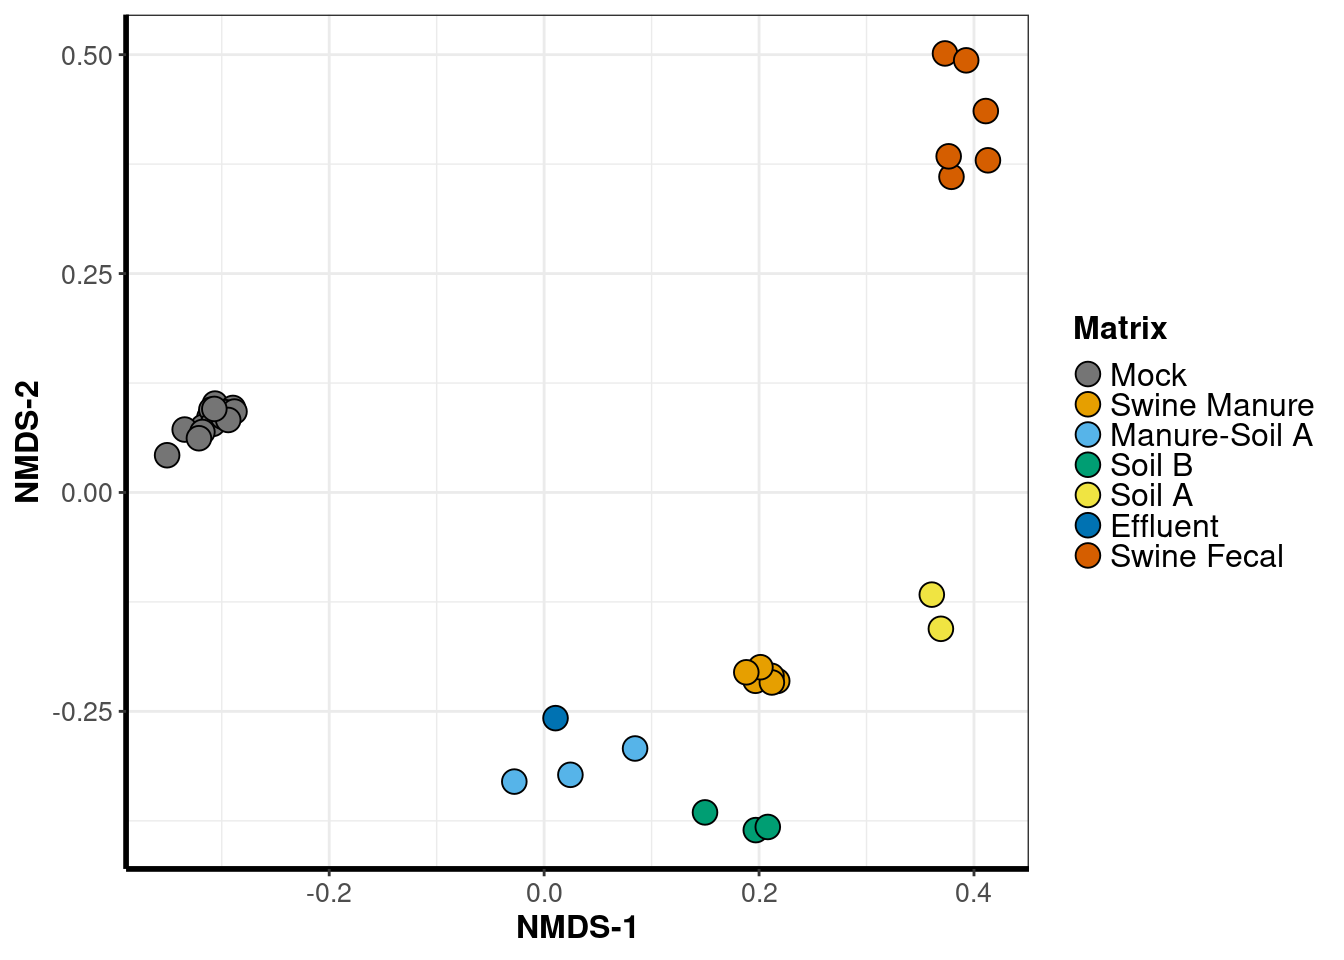 0.50
0.25
0.00
-0.25
NMDS-2
-0.2
0.0
0.2
0.4
NMDS-1
Matrix
Mock
Swine Manure
Manure-Soil A
Soil B
Soil A
Effluent
Swine Fecal